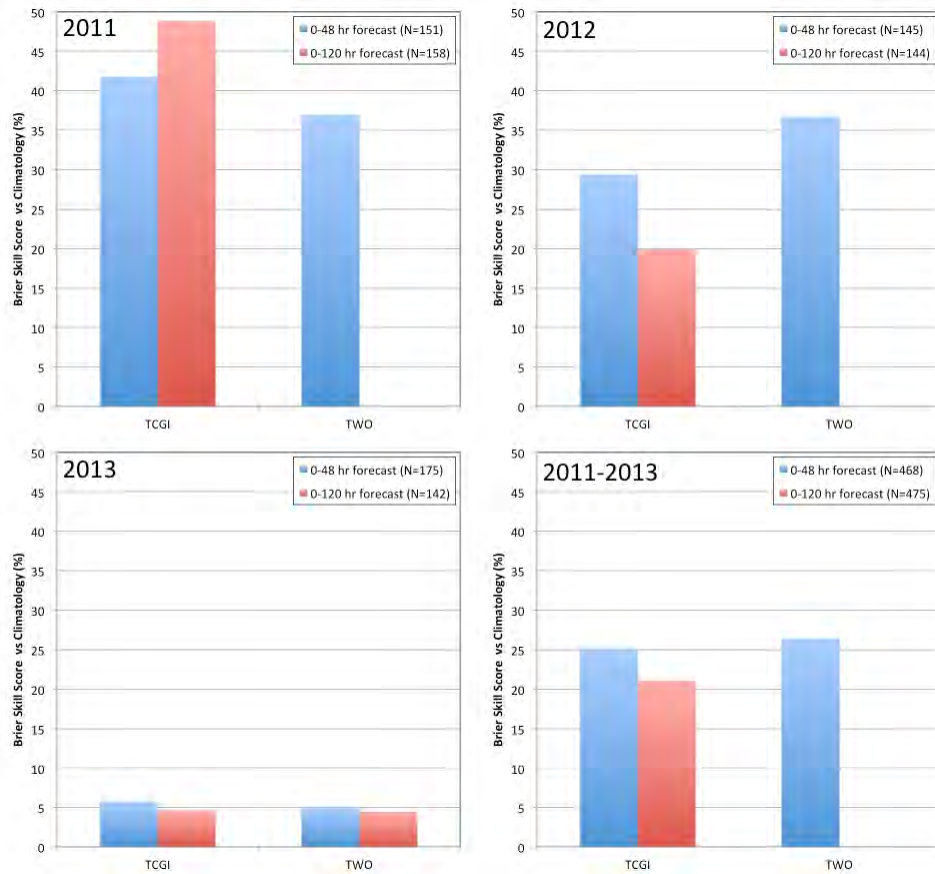 2011
0-48 hr forecast (N=151)
0-120 hr forecast (N=158)
Brier Skill Score vs Climatology (%)
50
45
40
35
30
25
20
15
10
5
0
TCGI
TWO
2012
0-48 hr forecast (N=145)
0-120 hr forecast (N=144)
Brier Skill Score vs Climatology (%)
50
45
40
35
30
25
20
15
10
5
0
TCGI
TWO
2013
0-48 hr forecast (N=175)
0-120 hr forecast (N=142)
Brier Skill Score vs Climatology (%)
50
45
40
35
30
25
20
15
10
5
0
TCGI
TWO
2011-2013
0-48 hr forecast (N=468)
0-120 hr forecast (N=475)
Brier Skill Score vs Climatology (%)
50
45
40
35
30
25
20
15
10
5
0
TCGI
TWO